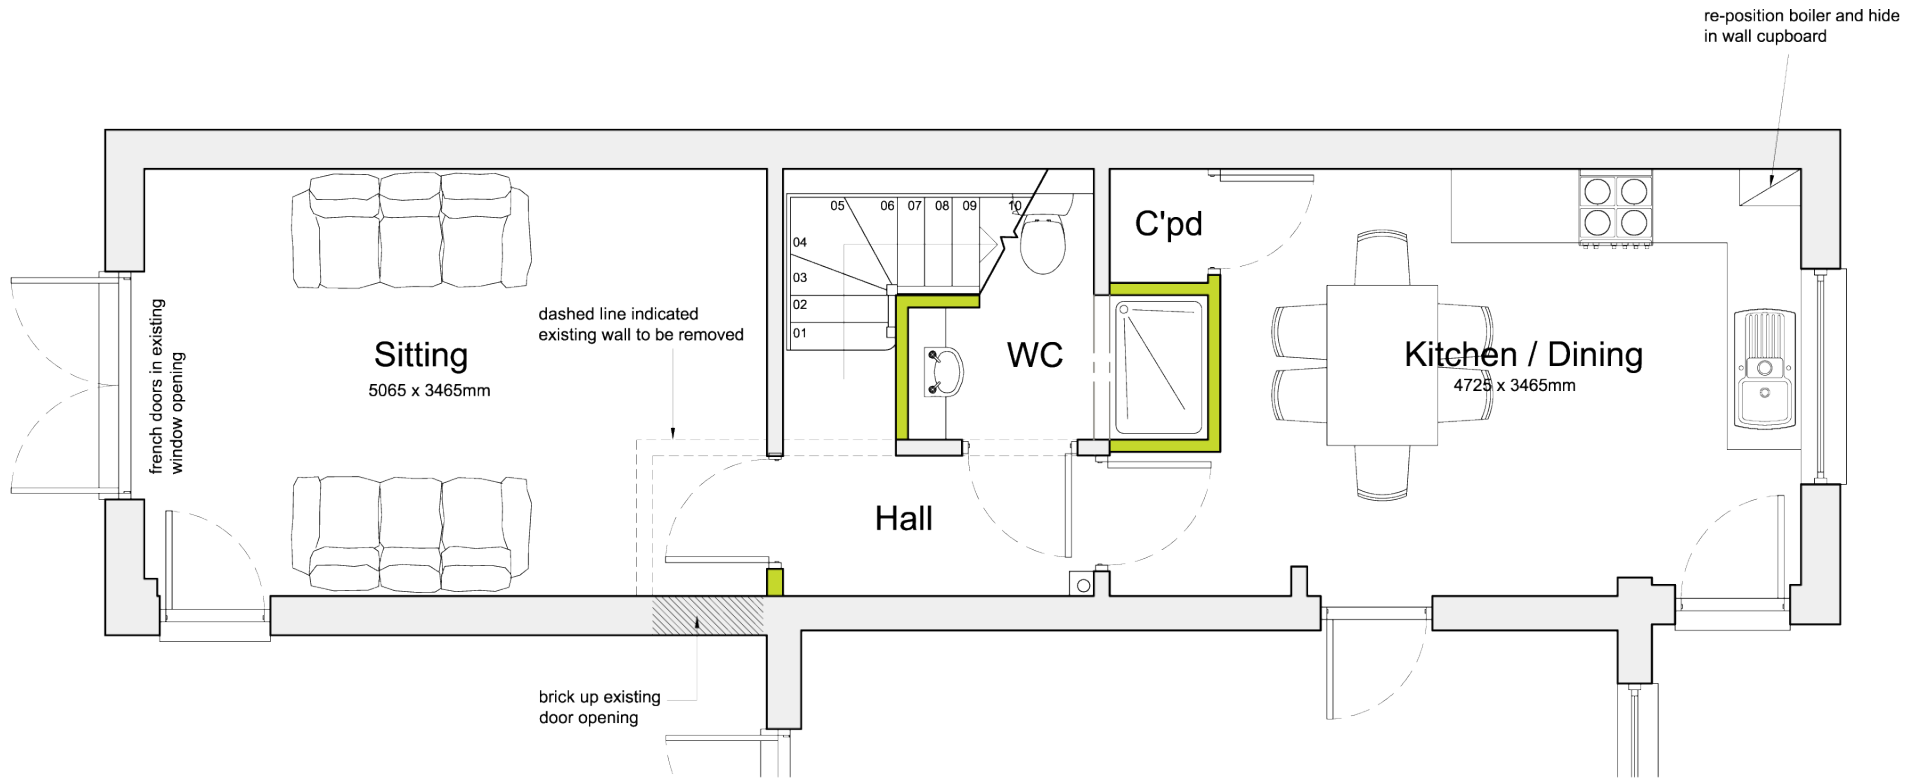 re-position boiler and hide
in wall cupboard
05
06
07
08
09
10
04
03
02
01
C'pd
french doors in existing
window opening
dashed line indicated
existing wall to be removed
Sitting
5065 x 3465mm
WC
Kitchen / Dining
4725 x 3465mm
Hall
brick up existing
door opening